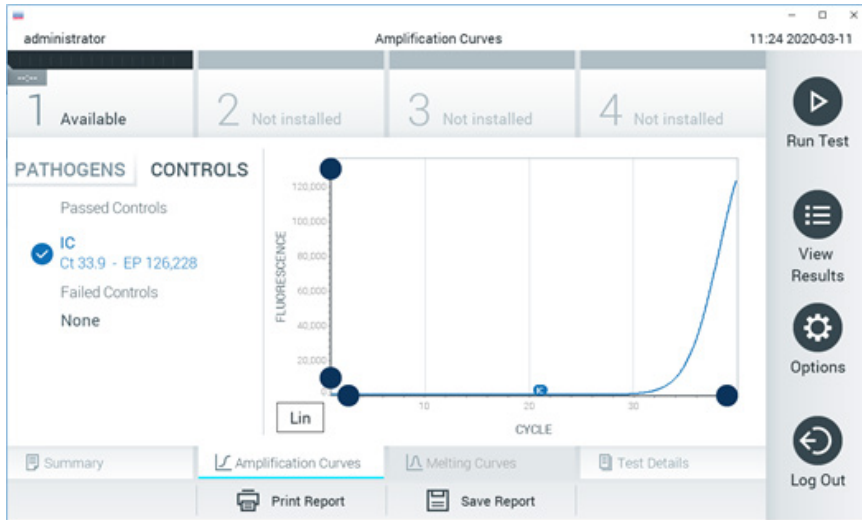 administrator
Amplification Curves
11:24 2020-03-11
--:--
1 Available
2 Not installed
3 Not installed
4 Not installed
Run Test
PATHOGENS
CONTROLS
Passed Controls
IC
Ct 33.9 - EP 126,228
Failed Controls
None
FLUORESCENCE
120,000
100,000
80,000
60,000
40,000
20,000
0
IC
10
20
30
CYCLE
Lin
View
Results
Options
Log Out
Summary
Amplification Curves
Melting Curves
Test Details
Print Report
Save Report